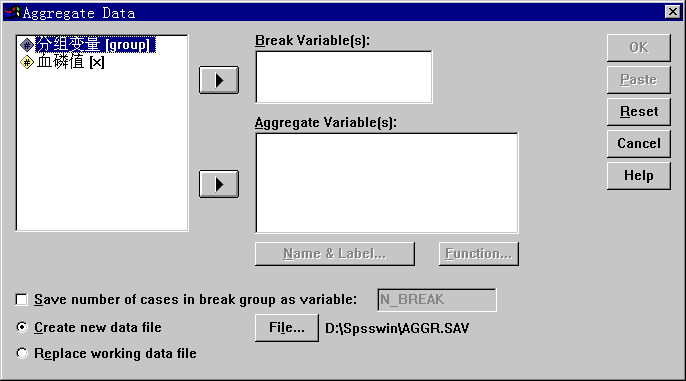 Aggregate Data
分组变量 [group]
血磷值 [x]
Break Variable(s):
Aggregate Variable(s):
OK
Paste
Reset
Cancel
Help
Name & Label...
Function...
Save number of cases in break group as variable:
N_BREAK
Create new data file
File...
D:\Spsswin\AGGR.SAV
Replace working data file